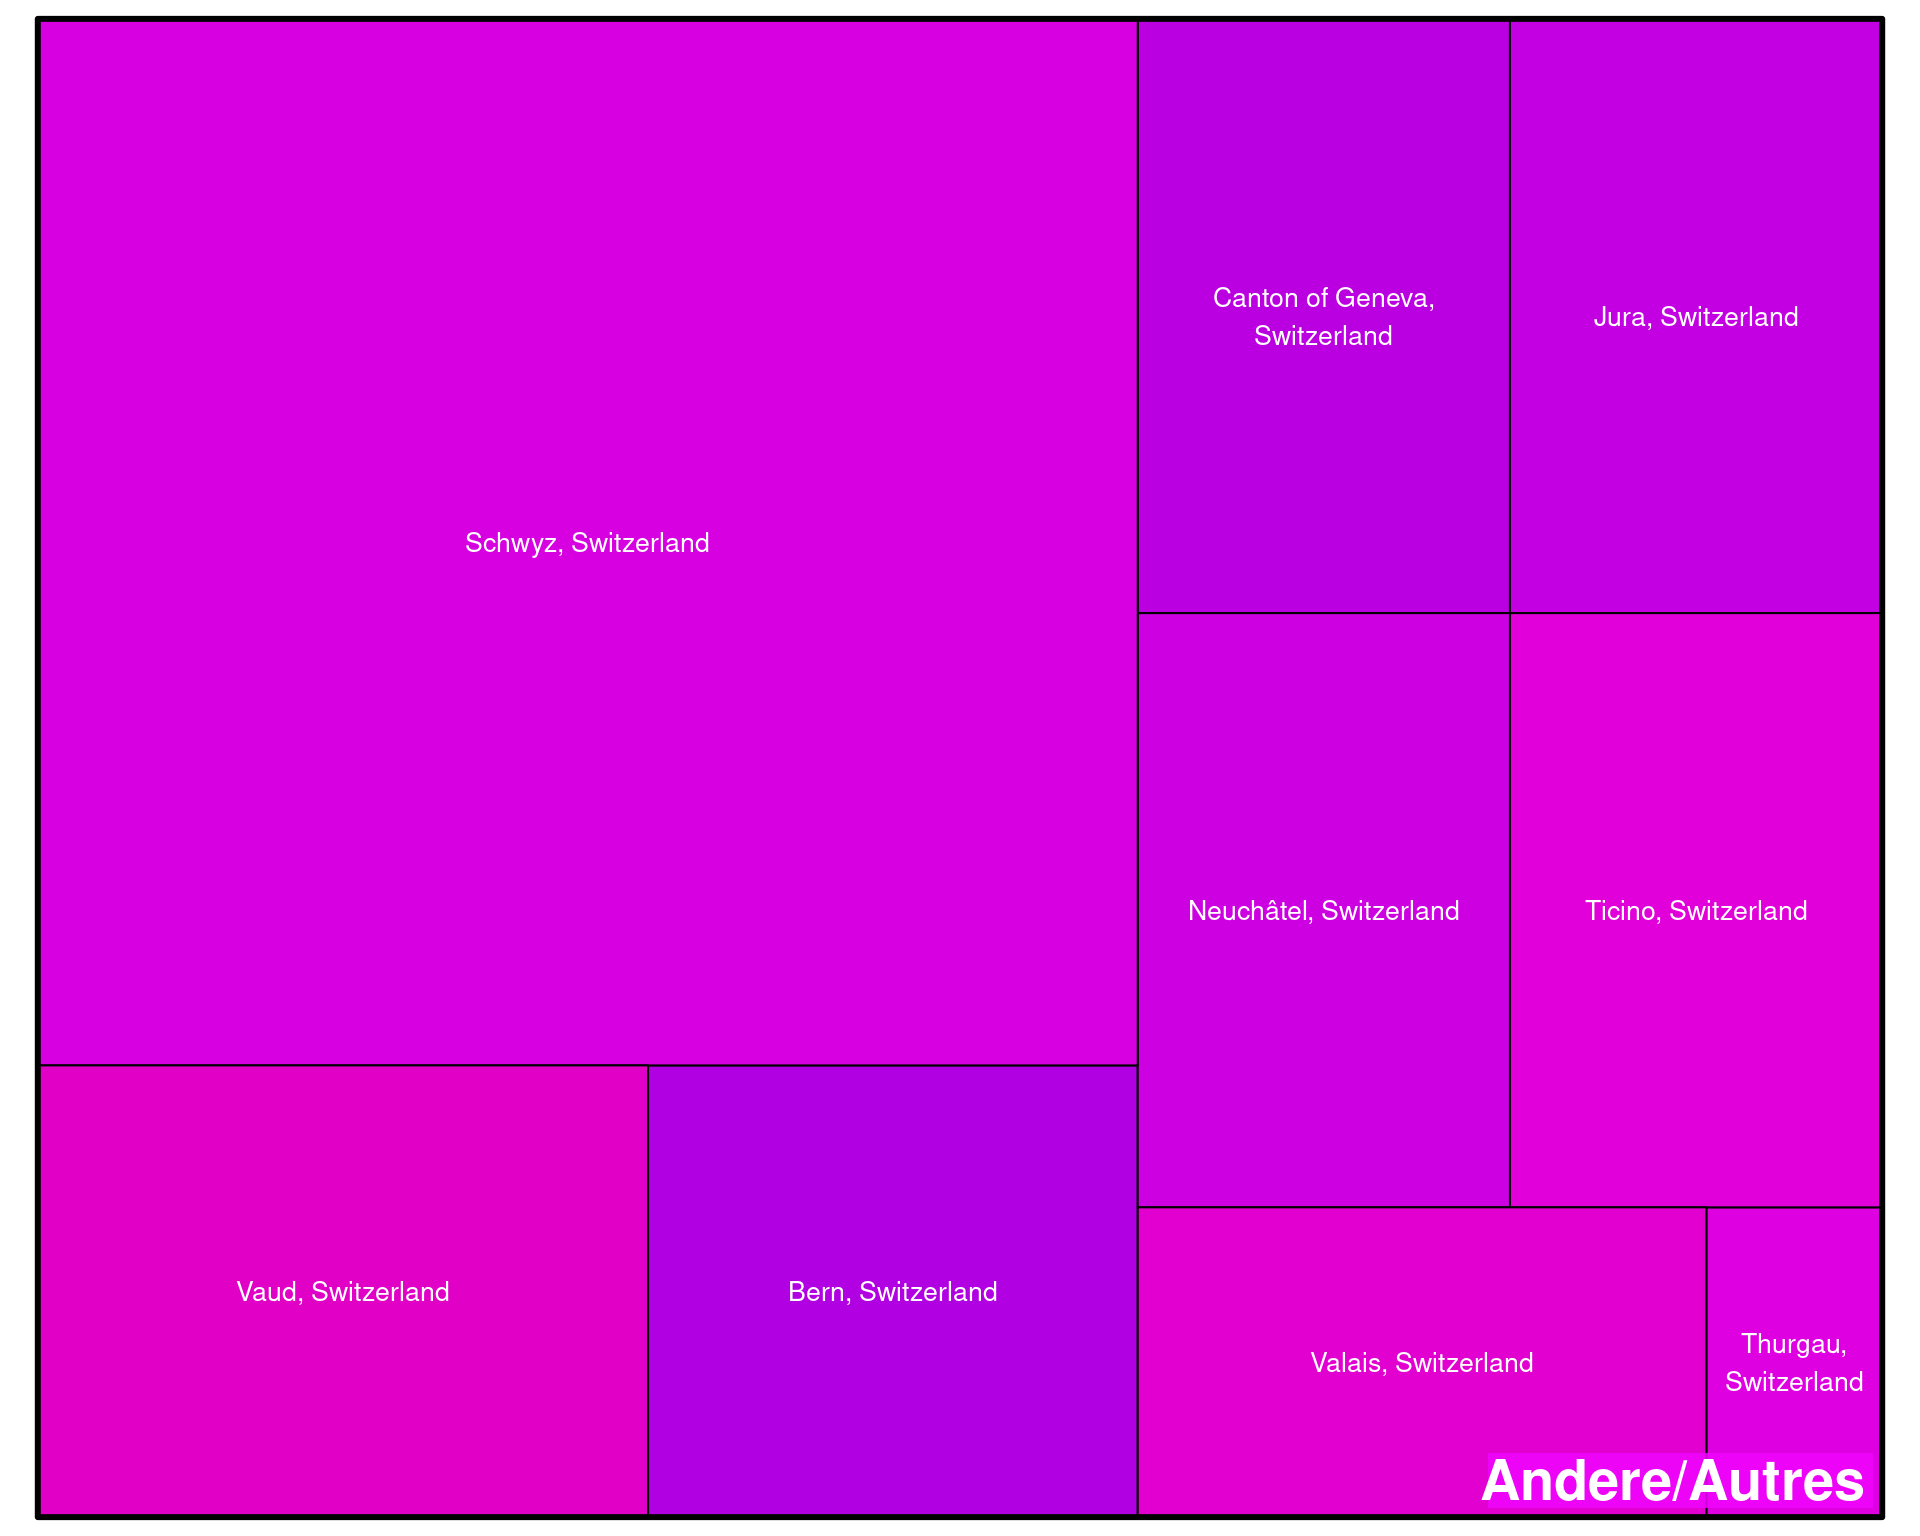 Schwyz, Switzerland
Vaud, Switzerland
Bern, Switzerland
Canton of Geneva,
Switzerland
Jura, Switzerland
Neuchâtel, Switzerland
Ticino, Switzerland
Valais, Switzerland
Thurgau,
Switzerland
Andere/Autres